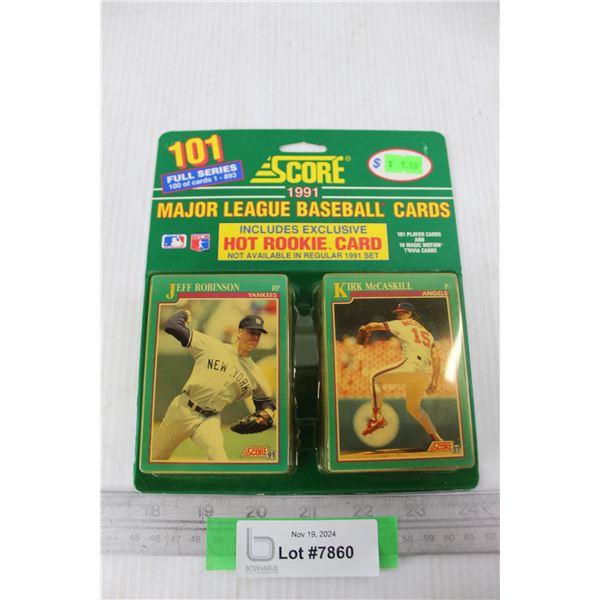 101
FULL SERIES
100 of cards 1 - 893
SCORE®
1991
MAJOR LEAGUE BASEBALL CARDS
INCLUDES EXCLUSIVE
HOT ROOKIE CARD
NOT AVAILABLE IN REGULAR 1991 SET
101 PLAYER CARDS
AND
10 MAGIC MOTION
TRIVIA CARDS
JEFF ROBINSON RP
YANKEES
NEW YORK
SCORE 91
KIRK McCASKILL P
ANGELS
15
SCORE 91
18 19 20 21 22 23 24
Nov 19, 2024
Lot #7860
BODNARUS